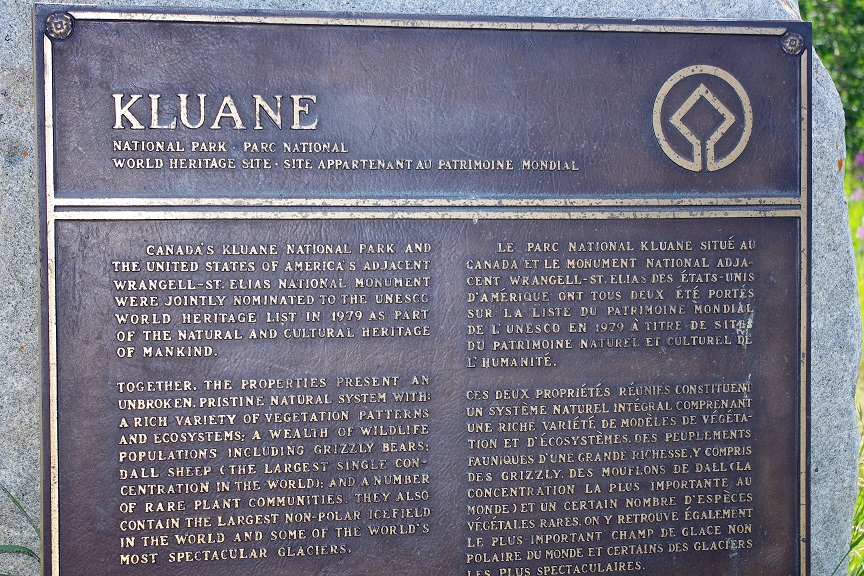 KLUANE
NATIONAL PARK · PARC NATIONAL
WORLD HERITAGE SITE · SITE APPARTENANT AU PATRIMOINE MONDIAL
CANADA'S KLUANE NATIONAL PARK AND
THE UNITED STATES OF AMERICA'S ADJACENT
WRANGELL-ST. ELIAS NATIONAL MONUMENT
WERE JOINTLY NOMINATED TO THE UNESCO
WORLD HERITAGE LIST IN 1979 AS PART
OF THE NATURAL AND CULTURAL HERITAGE
OF MANKIND.
TOGETHER, THE PROPERTIES PRESENT AN
UNBROKEN, PRISTINE NATURAL SYSTEM WITH:
A RICH VARIETY OF VEGETATION PATTERNS
AND ECOSYSTEMS; A WEALTH OF WILDLIFE
POPULATIONS INCLUDING GRIZZLY BEARS;
DALL SHEEP (THE LARGEST SINGLE CON-
CENTRATION IN THE WORLD); AND A NUMBER
OF RARE PLANT COMMUNITIES. THEY ALSO
CONTAIN THE LARGEST NON-POLAR ICEFIELD
IN THE WORLD AND SOME OF THE WORLD'S
MOST SPECTACULAR GLACIERS.
LE PARC NATIONAL KLUANE SITUÉ AU
CANADA ET LE MONUMENT NATIONAL ADJA-
CENT WRANGELL-ST. ELIAS DES ÉTATS-UNIS
D'AMÉRIQUE ONT TOUS DEUX ÉTÉ PORTÉS
SUR LA LISTE DU PATRIMOINE MONDIAL
DE L'UNESCO EN 1979 À TITRE DE SITES
DU PATRIMOINE NATUREL ET CULTUREL DE
L'HUMANITÉ.
CES DEUX PROPRIÉTÉS RÉUNIES CONSTITUENT
UN SYSTÈME NATUREL INTÉGRAL COMPRENANT
UNE RICHE VARIÉTÉ DE MODÈLES DE VÉGÉTA-
TION ET D'ÉCOSYSTÈMES, DES PEUPLEMENTS
FAUNIQUES D'UNE GRANDE RICHESSE, Y COMPRIS
DES GRIZZLY, DES MOUFLONS DE DALL (LA
CONCENTRATION LA PLUS IMPORTANTE AU
MONDE) ET UN CERTAIN NOMBRE D'ESPÈCES
VÉGÉTALES RARES. ON Y RETROUVE ÉGALEMENT
LE PLUS IMPORTANT CHAMP DE GLACE NON
POLAIRE DU MONDE ET CERTAINS DES GLACIERS
LES PLUS SPECTACULAIRES.